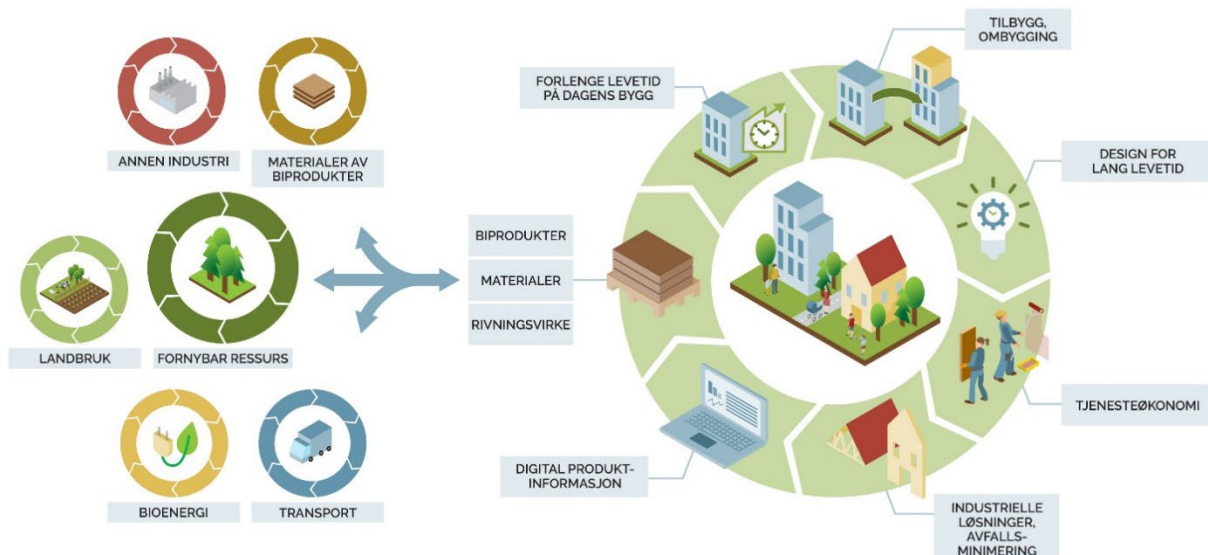 ANNEN INDUSTRI
MATERIALER AV
BIPRODUKTER
LANDBRUK
FORNYBAR RESSURS
BIOENERGI
TRANSPORT
BIPRODUKTER
MATERIALER
RIVNINGSVIRKE
FORLENGE LEVETID
PÅ DAGENS BYGG
TILBYGG,
OMBYGGING
DESIGN FOR
LANG LEVETID
TJENESTEØKONOMI
INDUSTRIELLE
LØSNINGER,
AVFALLS-
MINIMERING
DIGITAL PRODUKT-
INFORMASJON